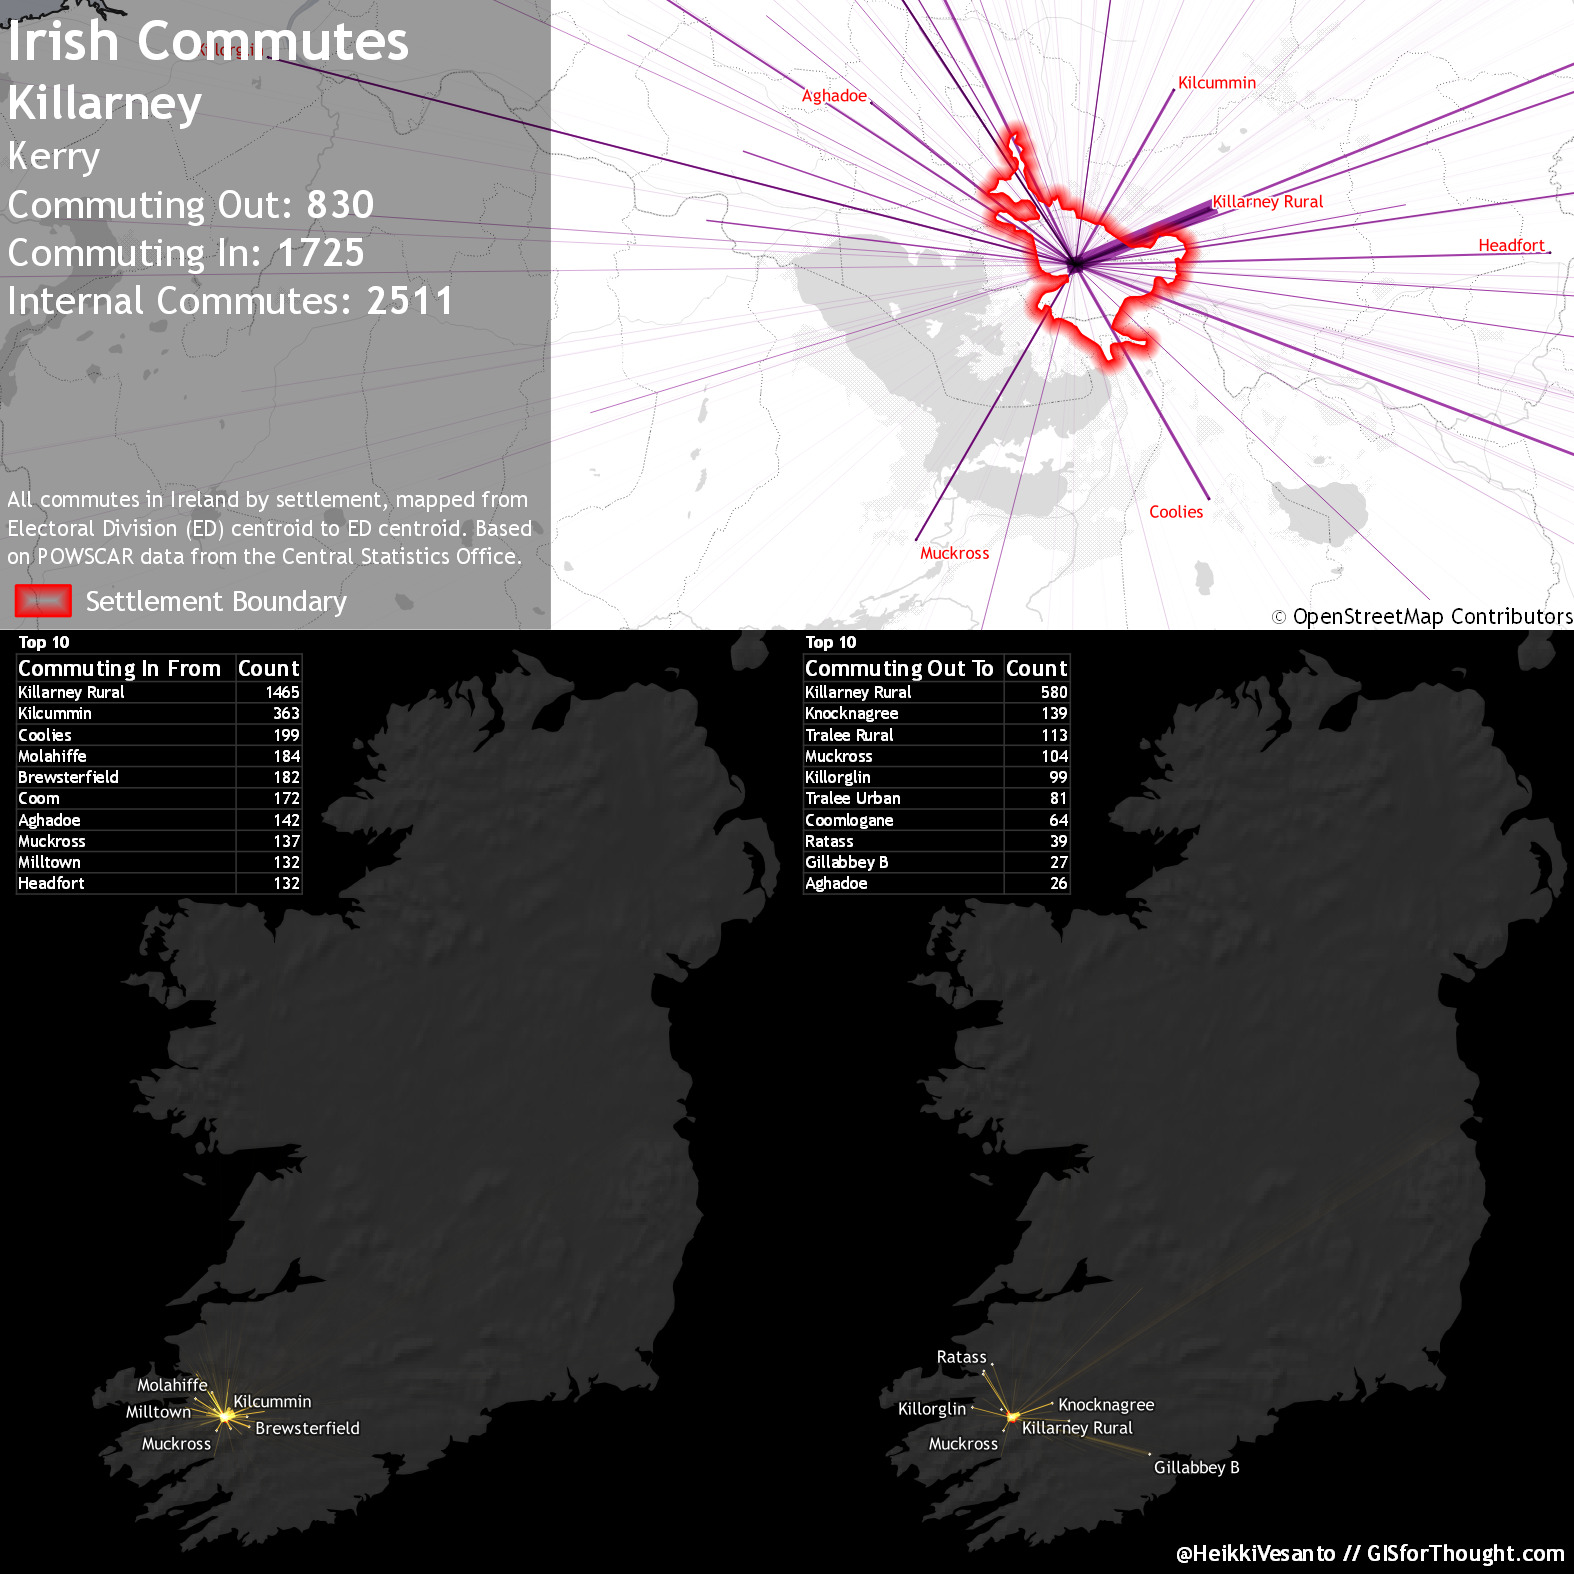 Irish Commutes
Killarney
Kerry
Commuting Out: 830
Commuting In: 1725
Internal Commutes: 2511
All commutes in Ireland by settlement, mapped from
Electoral Division (ED) centroid to ED centroid. Based
on POWSCAR data from the Central Statistics Office.
Settlement Boundary
Killorglin
Aghadoe
Kilcummin
Killarney Rural
Headfort
Coolies
Muckross
© OpenStreetMap Contributors
Top 10
Commuting In From Count
Killarney Rural 1465
Kilcummin 363
Coolies 199
Molahiffe 184
Brewsterfield 182
Coom 172
Aghadoe 142
Muckross 137
Milltown 132
Headfort 132
Molahiffe
Kilcummin
Milltown
Brewsterfield
Muckross
Top 10
Commuting Out To Count
Killarney Rural 580
Knocknagree 139
Tralee Rural 113
Muckross 104
Killorglin 99
Tralee Urban 81
Coomlogane 64
Ratass 39
Gillabbey B 27
Aghadoe 26
Ratass
Killorglin
Knocknagree
Killarney Rural
Muckross
Gillabbey B
@HeikkiVesanto // GISforThought.com